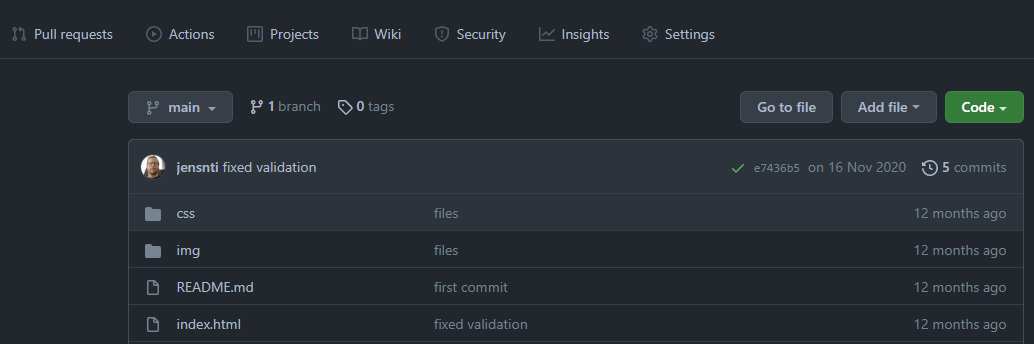 Pull requests Actions Projects Wiki Security Insights Settings
main 1 branch 0 tags Go to file Add file Code
jensnti fixed validation e7436b5 on 16 Nov 2020 5 commits
css files 12 months ago
img files 12 months ago
README.md first commit 12 months ago
index.html fixed validation 12 months ago